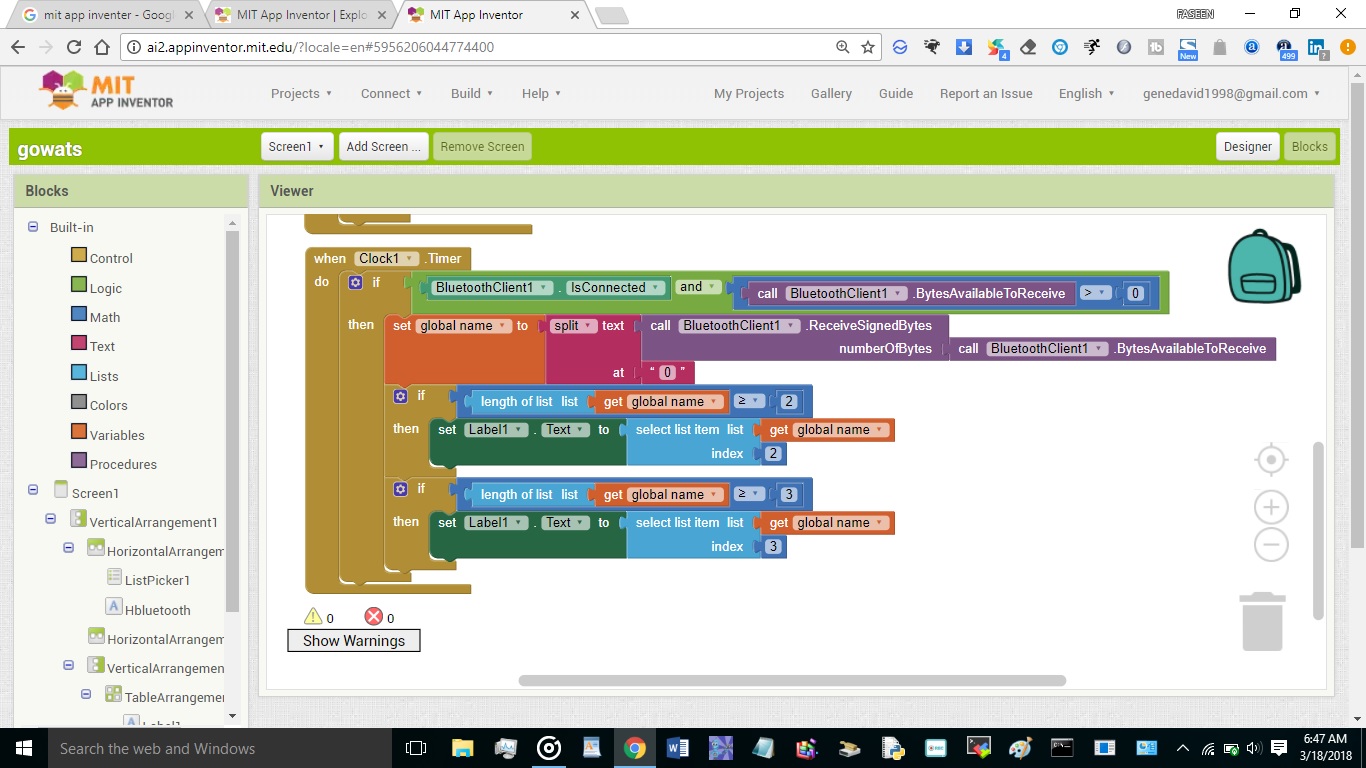 mit app inventer - Googl
MIT App Inventor | Explo
MIT App Inventor
FASEEN
ai2.appinventor.mit.edu/?locale=en#5956206044774400
4
New
499
?
MIT
APP INVENTOR
Projects
Connect
Build
Help
My Projects
Gallery
Guide
Report an Issue
English
genedavid1998@gmail.com
gowats
Screen1
Add Screen ...
Remove Screen
Designer
Blocks
Blocks
Viewer
Built-in
Control
Logic
Math
Text
Lists
Colors
Variables
Procedures
Screen1
VerticalArrangement1
HorizontalArrangem
ListPicker1
Hbluetooth
HorizontalArrangem
VerticalArrangemen
TableArrangemen
Label1
when Clock1 .Timer
do if BluetoothClient1 . IsConnected and call BluetoothClient1 .BytesAvailableToReceive > 0
then set global name to split text call BluetoothClient1 .ReceiveSignedBytes
numberOfBytes call BluetoothClient1 .BytesAvailableToReceive
at “ 0 ”
if length of list list get global name ≥ 2
then set Label1 . Text to select list item list get global name
index 2
if length of list list get global name ≥ 3
then set Label1 . Text to select list item list get global name
index 3
0 0
Show Warnings
Search the web and Windows
6:47 AM
3/18/2018